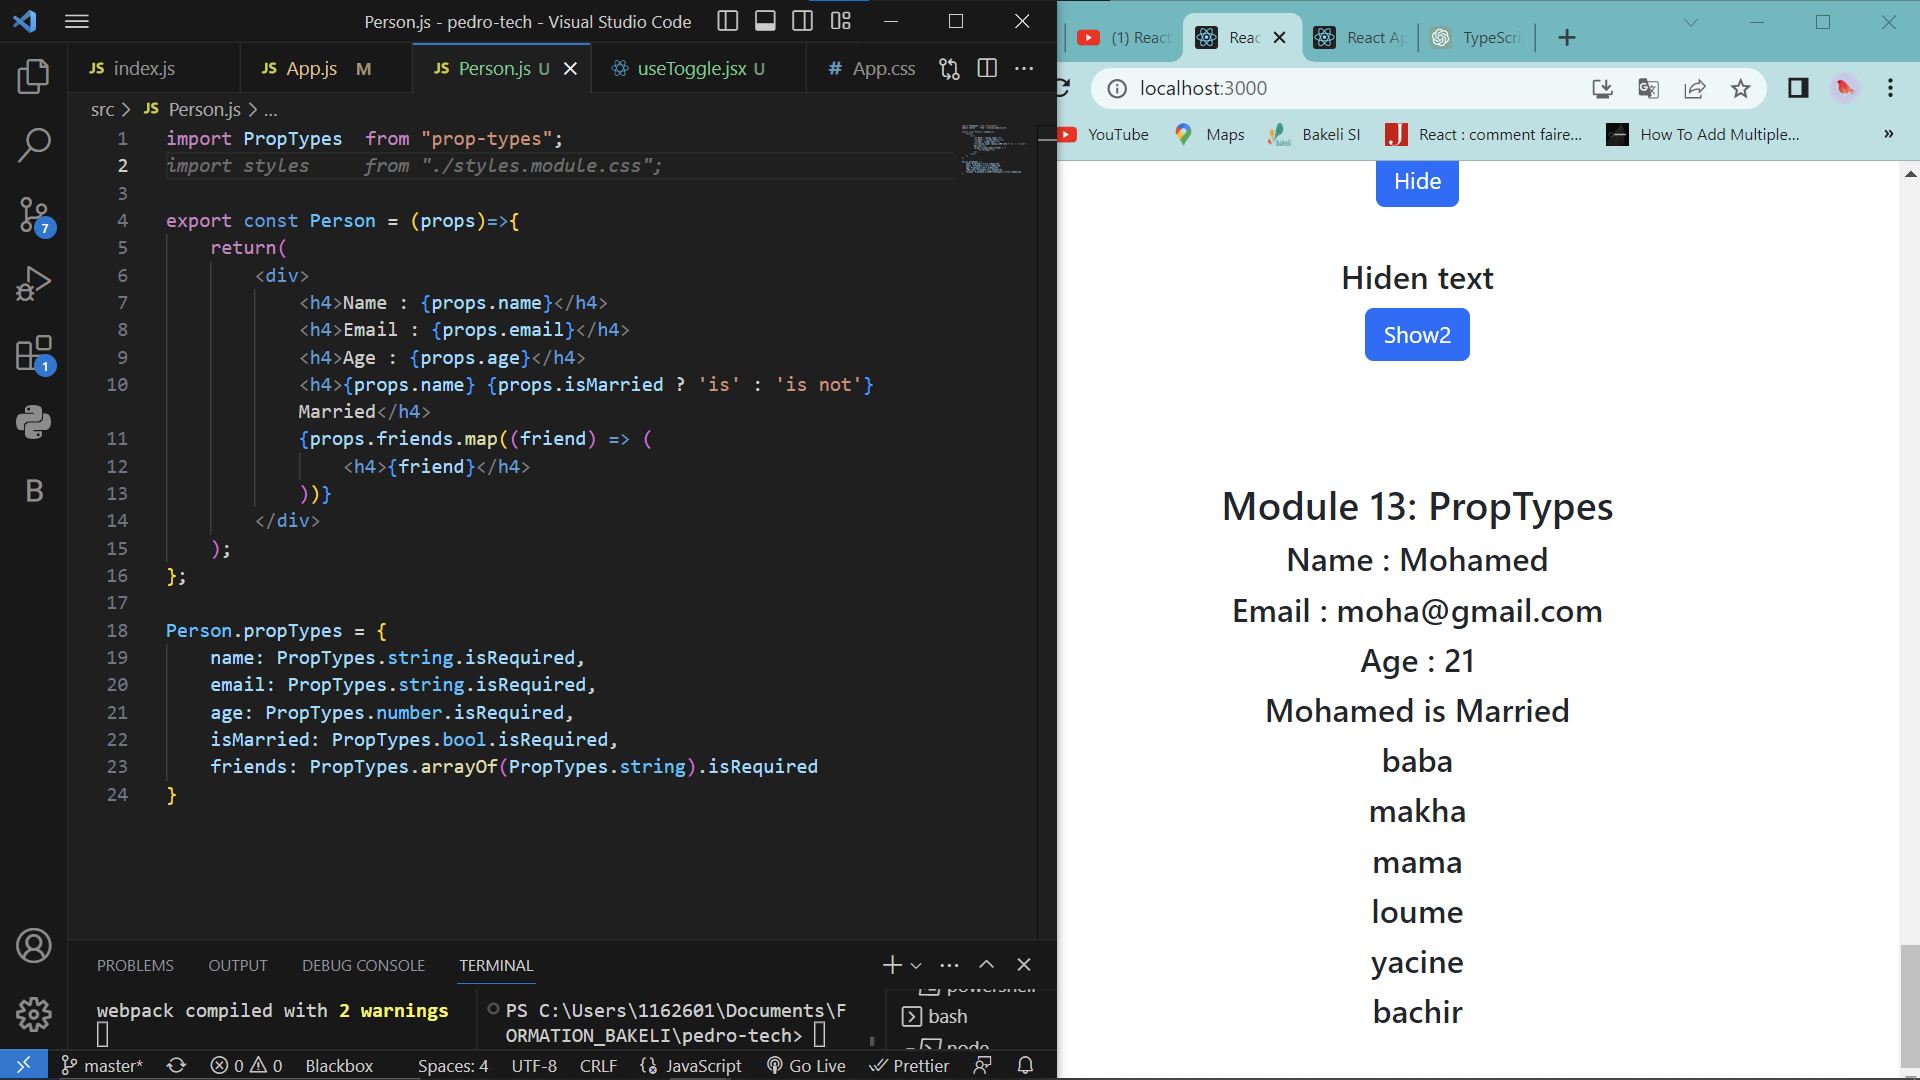 Person.js - pedro-tech - Visual Studio Code
JS index.js
JS App.js M
JS Person.js U
useToggle.jsx U
# App.css
src > JS Person.js > ...
1 import PropTypes  from "prop-types";
2 import styles     from "./styles.module.css";
3
4 export const Person = (props)=>{
5     return(
6         <div>
7             <h4>Name : {props.name}</h4>
8             <h4>Email : {props.email}</h4>
9             <h4>Age : {props.age}</h4>
10             <h4>{props.name} {props.isMarried ? 'is' : 'is not'}
Married</h4>
11             {props.friends.map((friend) => (
12                 <h4>{friend}</h4>
13             ))}
14         </div>
15     );
16 };
17
18 Person.propTypes = {
19     name: PropTypes.string.isRequired,
20     email: PropTypes.string.isRequired,
21     age: PropTypes.number.isRequired,
22     isMarried: PropTypes.bool.isRequired,
23     friends: PropTypes.arrayOf(PropTypes.string).isRequired
24 }
7
1
B
PROBLEMS OUTPUT DEBUG CONSOLE TERMINAL
webpack compiled with 2 warnings
PS C:\Users\1162601\Documents\F
ORMATION_BAKELI\pedro-tech>
powershell
bash
node
master* 0 0 Blackbox Spaces: 4 UTF-8 CRLF JavaScript Go Live Prettier
(1) React
Reac
React Ap
TypeScri
localhost:3000
YouTube
Maps
Bakeli SI
React : comment faire...
How To Add Multiple...
»
Hide
Hiden text
Show2
Module 13: PropTypes
Name : Mohamed
Email : moha@gmail.com
Age : 21
Mohamed is Married
baba
makha
mama
loume
yacine
bachir